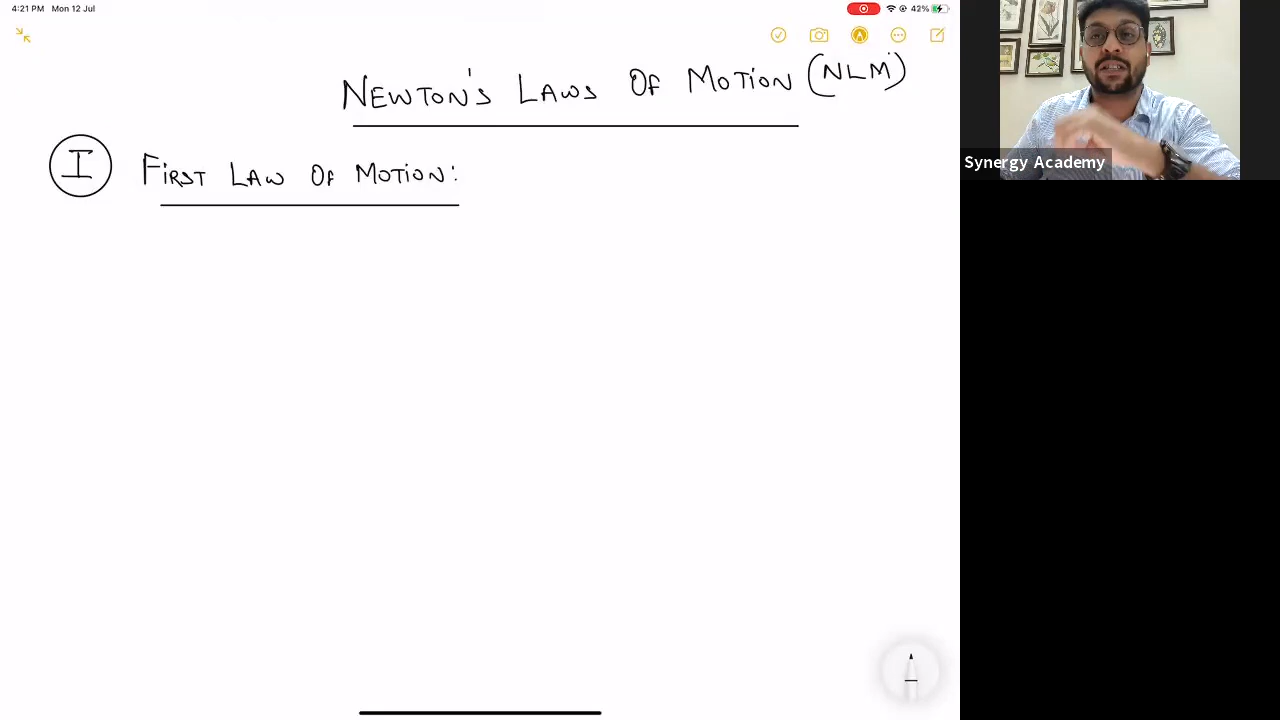 4:21 PM Mon 12 Jul
42%
NEWTON'S LAWS OF MOTION (NLM)
I FIRST LAW OF MOTION:
Synergy Academy